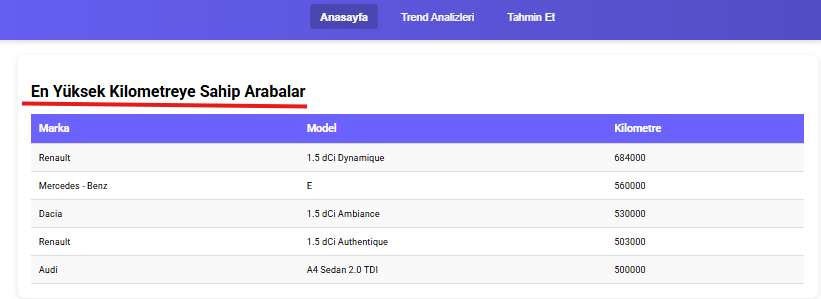 Anasayfa Trend Analizleri Tahmin Et
En Yüksek Kilometreye Sahip Arabalar
Marka Model Kilometre
Renault 1.5 dCi Dynamique 684000
Mercedes - Benz E 560000
Dacia 1.5 dCi Ambiance 530000
Renault 1.5 dCi Authentique 503000
Audi A4 Sedan 2.0 TDI 500000